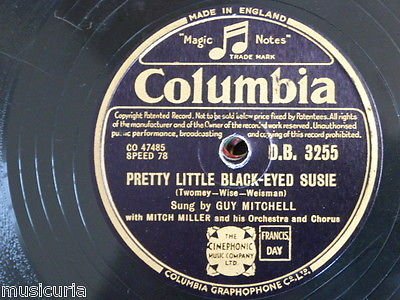 MADE IN ENGLAND
"Magic Notes"
TRADE MARK
Columbia
Copyright Patented Record. Not to be sold below price fixed by Patentees. All rights
of the manufacturer and of the Owner of the recorded work reserved. Unauthorised
public performance, broadcasting and copying of this record prohibited.
CO 47485
SPEED 78
D.B. 3255
PRETTY LITTLE BLACK-EYED SUSIE
(Twomey-Wise-Weisman)
Sung by GUY MITCHELL
with MITCH MILLER and his Orchestra and Chorus
THE
CINEPHONIC
MUSIC COMPANY
LTD.
FRANCIS,
DAY
COLUMBIA GRAPHOPHONE Co. LTD.
musicuria